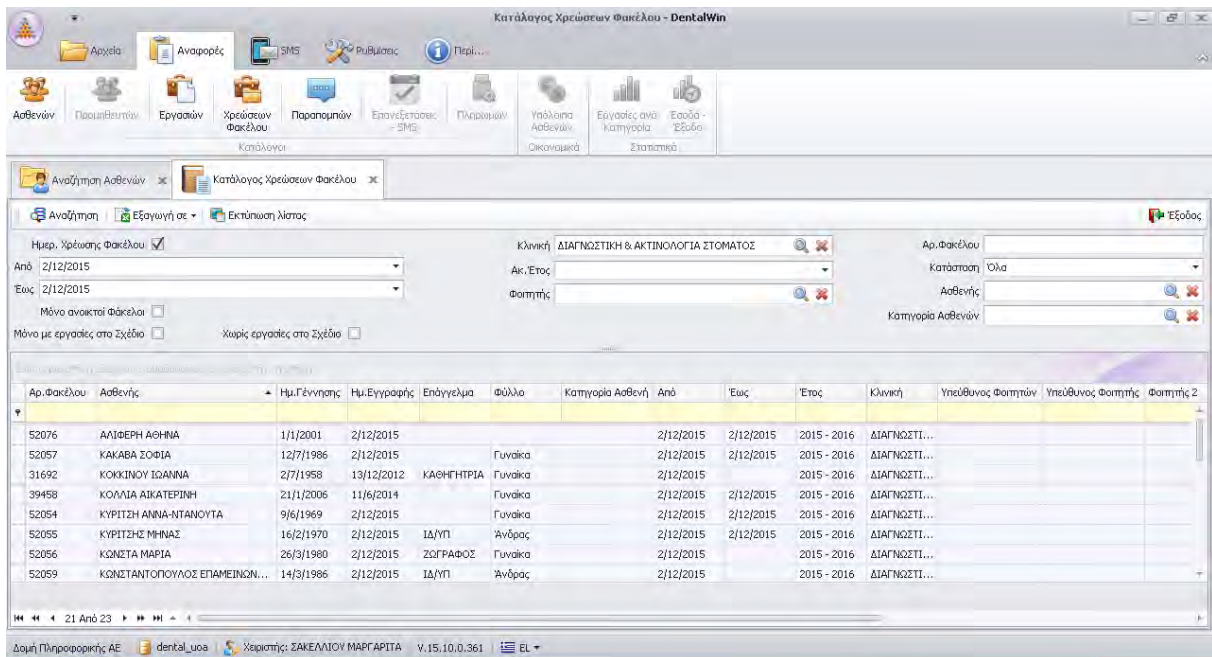 Κατάλογος Χρεώσεων Φακέλου - DentalWin
Αρχεία Αναφορές SMS Ρυθμίσεις Περί....
Ασθενών Προμηθευτών Εργασιών Χρεώσεων Φακέλου Παραπομπών Επανεξετάσεις - SMS Πληρωμών Υπόλοιπα Ασθενών Εργασίες ανά Κατηγορία Έσοδα - Έξοδα
Κατάλογοι Οικονομικά Στατιστικά
Αναζήτηση Ασθενών Κατάλογος Χρεώσεων Φακέλου
Αναζήτηση Εξαγωγή σε Εκτύπωση λίστας Έξοδος
Ημερ. Χρέωσης Φακέλου Κλινική ΔΙΑΓΝΩΣΤΙΚΗ & ΑΚΤΙΝΟΛΟΓΙΑ ΣΤΟΜΑΤΟΣ Αρ.Φακέλου
Από 2/12/2015 Ακ.Έτος Κατάσταση Όλα
Έως 2/12/2015 Φοιτητής Ασθενής
Μόνο ανοικτοί Φάκελοι Κατηγορία Ασθενών
Μόνο με εργασίες στο Σχέδιο Χωρίς εργασίες στο Σχέδιο
Αρ.Φακέλου Ασθενής Ημ.Γέννησης Ημ.Εγγραφής Επάγγελμα Φύλλο Κατηγορία Ασθενή Από Έως Έτος Κλινική Υπεύθυνος Φοιτητών Υπεύθυνος Φοιτητής Φοιτητής 2
52076 ΑΛΙΦΕΡΗ ΑΘΗΝΑ 1/1/2001 2/12/2015 2/12/2015 2/12/2015 2015 - 2016 ΔΙΑΓΝΩΣΤΙ...
52057 ΚΑΚΑΒΑ ΣΟΦΙΑ 12/7/1986 2/12/2015 Γυναίκα 2/12/2015 2/12/2015 2015 - 2016 ΔΙΑΓΝΩΣΤΙ...
31692 ΚΟΚΚΙΝΟΥ ΙΩΑΝΝΑ 2/7/1958 13/12/2012 ΚΑΘΗΓΗΤΡΙΑ Γυναίκα 2/12/2015 2015 - 2016 ΔΙΑΓΝΩΣΤΙ...
39458 ΚΟΛΛΙΑ ΑΙΚΑΤΕΡΙΝΗ 21/1/2006 11/6/2014 Γυναίκα 2/12/2015 2/12/2015 2015 - 2016 ΔΙΑΓΝΩΣΤΙ...
52054 ΚΥΡΙΤΣΗ ΑΝΝΑ-ΝΤΑΝΟΥΤΑ 9/6/1969 2/12/2015 Γυναίκα 2/12/2015 2/12/2015 2015 - 2016 ΔΙΑΓΝΩΣΤΙ...
52055 ΚΥΡΙΤΣΗΣ ΜΗΝΑΣ 16/2/1970 2/12/2015 ΙΔ/ΥΠ Άνδρας 2/12/2015 2/12/2015 2015 - 2016 ΔΙΑΓΝΩΣΤΙ...
52056 ΚΩΝΣΤΑ ΜΑΡΙΑ 26/3/1980 2/12/2015 ΖΩΓΡΑΦΟΣ Γυναίκα 2/12/2015 2015 - 2016 ΔΙΑΓΝΩΣΤΙ...
52059 ΚΩΝΣΤΑΝΤΟΠΟΥΛΟΣ ΕΠΑΜΕΙΝΩΝ... 14/3/1986 2/12/2015 ΙΔ/ΥΠ Άνδρας 2/12/2015 2015 - 2016 ΔΙΑΓΝΩΣΤΙ...
21 Από 23
Δομή Πληροφορικής ΑΕ dental_uoa Χειριστής: ΣΑΚΕΛΛΙΟΥ ΜΑΡΓΑΡΙΤΑ V.15.10.0.361 EL